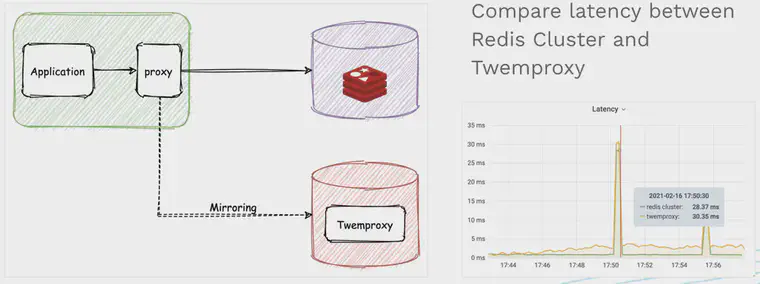 Compare latency between
Redis Cluster and
Twemproxy
Application
proxy
Mirroring
Twemproxy
Latency
35 ms
30 ms
25 ms
20 ms
15 ms
10 ms
5 ms
0 ms
17:44
17:46
17:48
17:50
17:52
17:54
17:56
2021-02-16 17:50:30
redis cluster: 28.37 ms
twemproxy: 30.35 ms